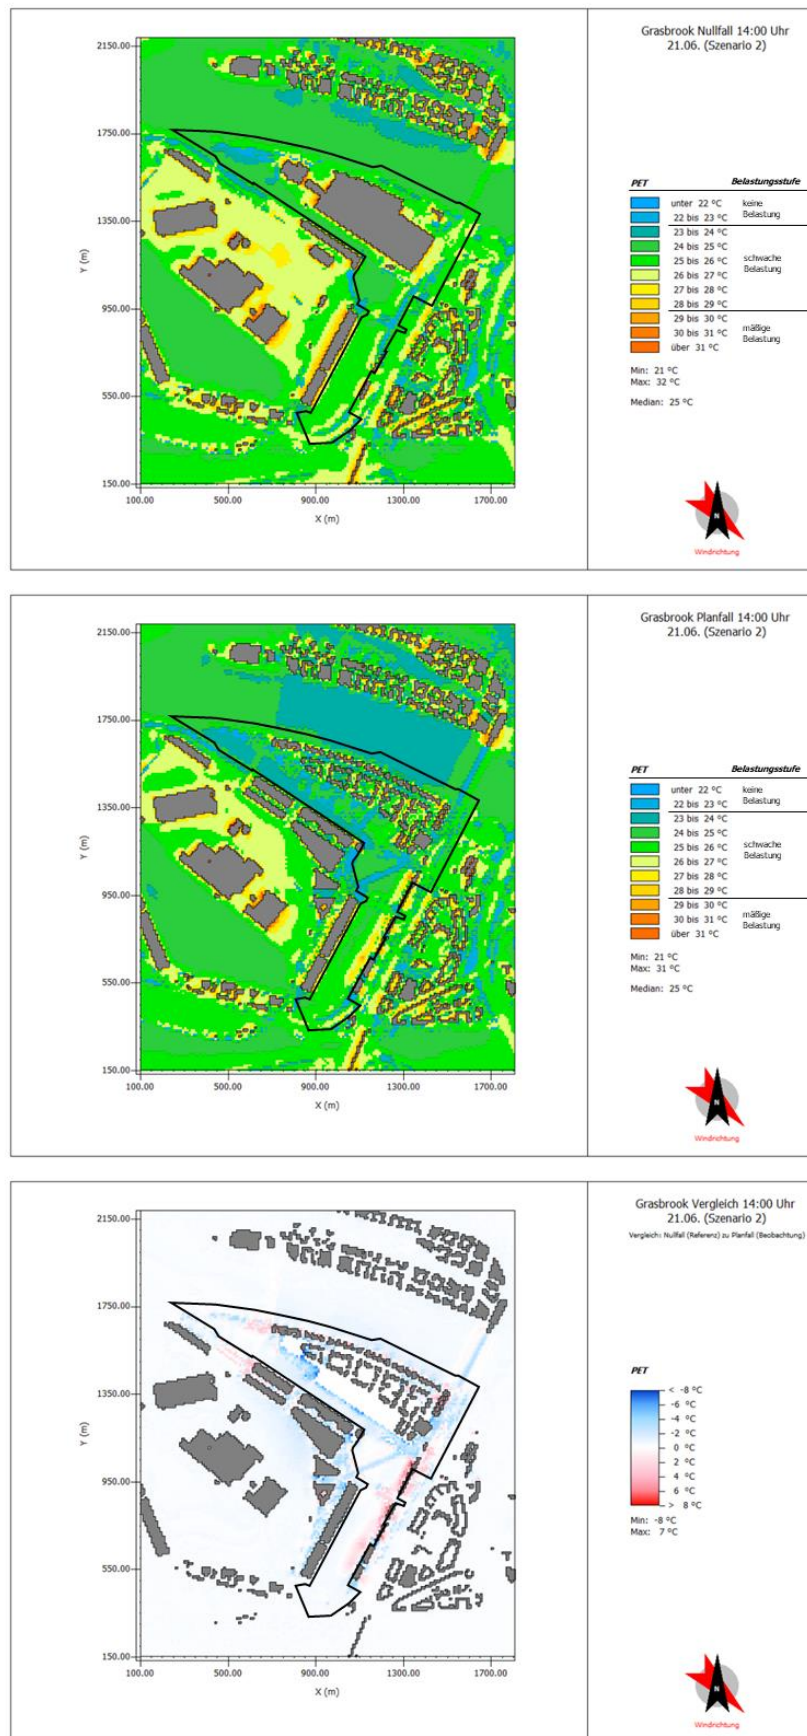 Grasbrook Nullfall 14:00 Uhr
21.06. (Szenario 2)
2150.00
1750.00
1350.00
950.00
550.00
150.00
Y (m)
100.00 500.00 900.00 1300.00 1700.00
X (m)
PET Belastungsstufe
unter 22 °C keine
22 bis 23 °C Belastung
23 bis 24 °C
24 bis 25 °C schwache
25 bis 26 °C Belastung
26 bis 27 °C
27 bis 28 °C
28 bis 29 °C
29 bis 30 °C mäßige
30 bis 31 °C Belastung
über 31 °C
Min: 21 °C
Max: 32 °C
Median: 25 °C
N
Windrichtung
Grasbrook Planfall 14:00 Uhr
21.06. (Szenario 2)
2150.00
1750.00
1350.00
950.00
550.00
150.00
Y (m)
100.00 500.00 900.00 1300.00 1700.00
X (m)
PET Belastungsstufe
unter 22 °C keine
22 bis 23 °C Belastung
23 bis 24 °C
24 bis 25 °C schwache
25 bis 26 °C Belastung
26 bis 27 °C
27 bis 28 °C
28 bis 29 °C
29 bis 30 °C mäßige
30 bis 31 °C Belastung
über 31 °C
Min: 21 °C
Max: 31 °C
Median: 25 °C
N
Windrichtung
Grasbrook Vergleich 14:00 Uhr
21.06. (Szenario 2)
Vergleich: Nullfall (Referenz) zu Planfall (Beobachtung)
2150.00
1750.00
1350.00
950.00
550.00
150.00
Y (m)
100.00 500.00 900.00 1300.00 1700.00
X (m)
PET
< -8 °C
-6 °C
-4 °C
-2 °C
0 °C
2 °C
4 °C
6 °C
> 8 °C
Min: -8 °C
Max: 7 °C
N
Windrichtung